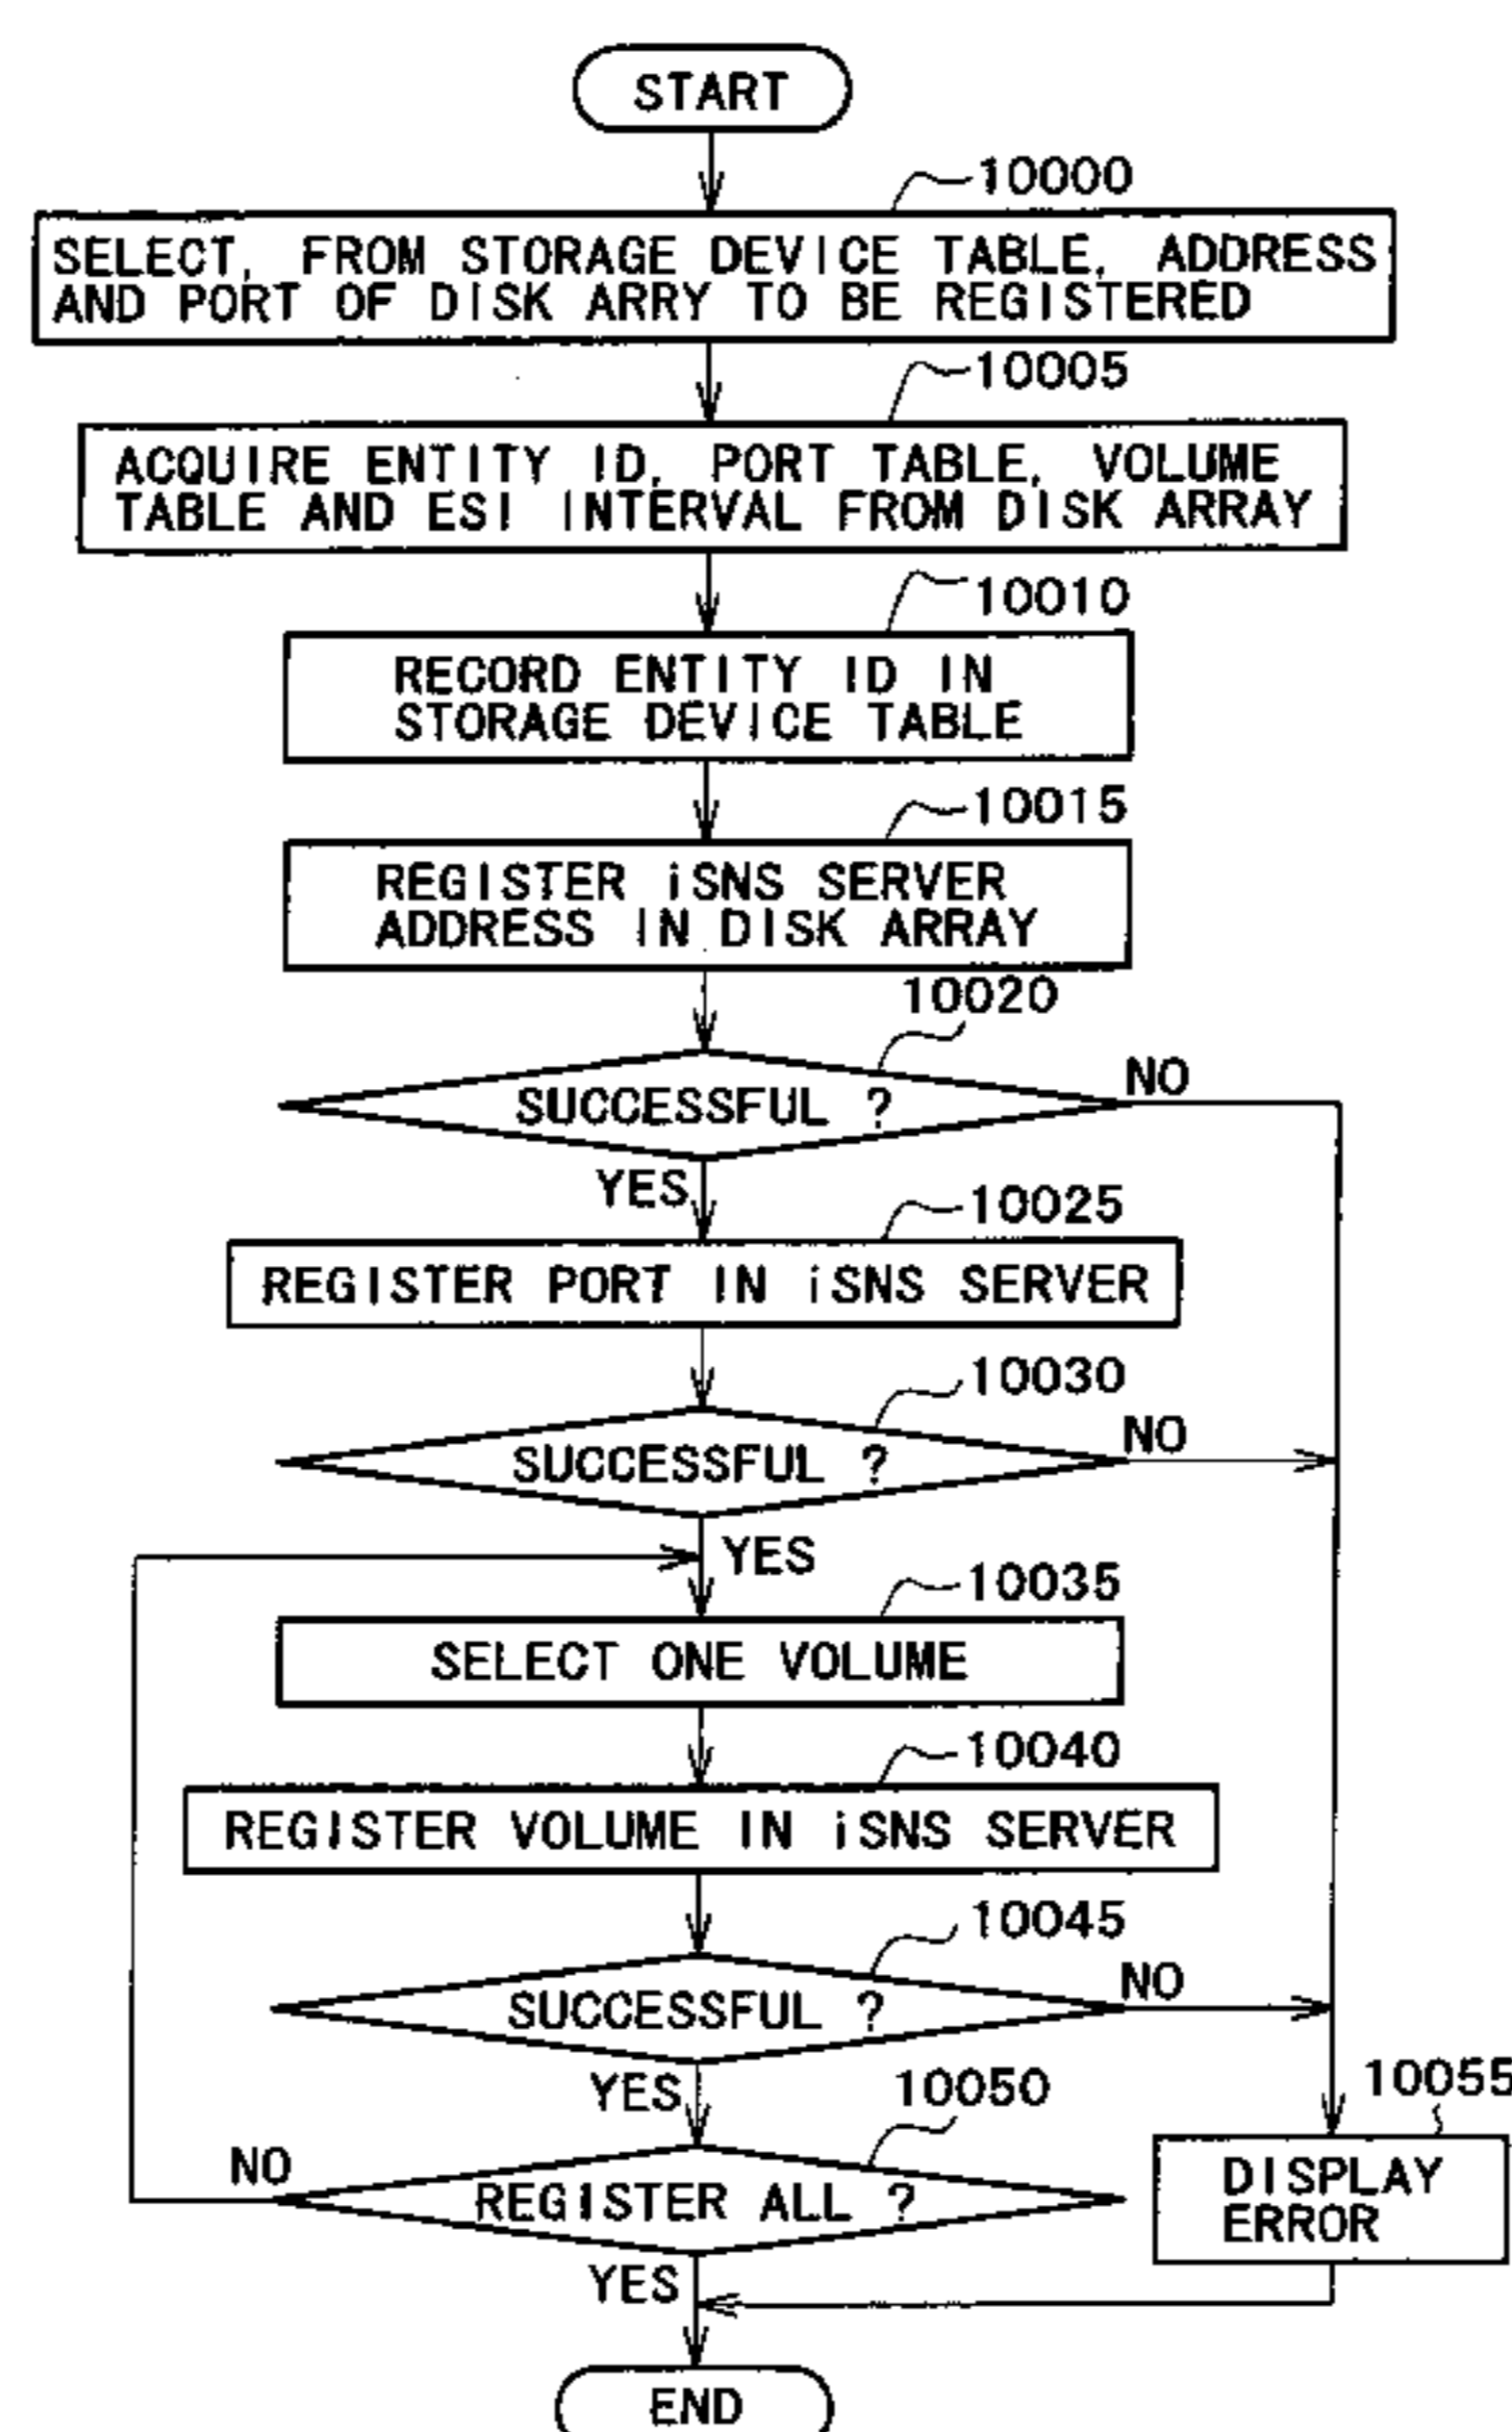 START
10000
SELECT, FROM STORAGE DEVICE TABLE, ADDRESS
AND PORT OF DISK ARRY TO BE REGISTERED
10005
ACQUIRE ENTITY ID, PORT TABLE, VOLUME
TABLE AND ESI INTERVAL FROM DISK ARRAY
10010
RECORD ENTITY ID IN
STORAGE DEVICE TABLE
10015
REGISTER iSNS SERVER
ADDRESS IN DISK ARRAY
10020
SUCCESSFUL ?
NO
YES
10025
REGISTER PORT IN iSNS SERVER
10030
SUCCESSFUL ?
NO
YES
10035
SELECT ONE VOLUME
10040
REGISTER VOLUME IN iSNS SERVER
10045
SUCCESSFUL ?
NO
YES
10050
REGISTER ALL ?
NO
YES
10055
DISPLAY
ERROR
END